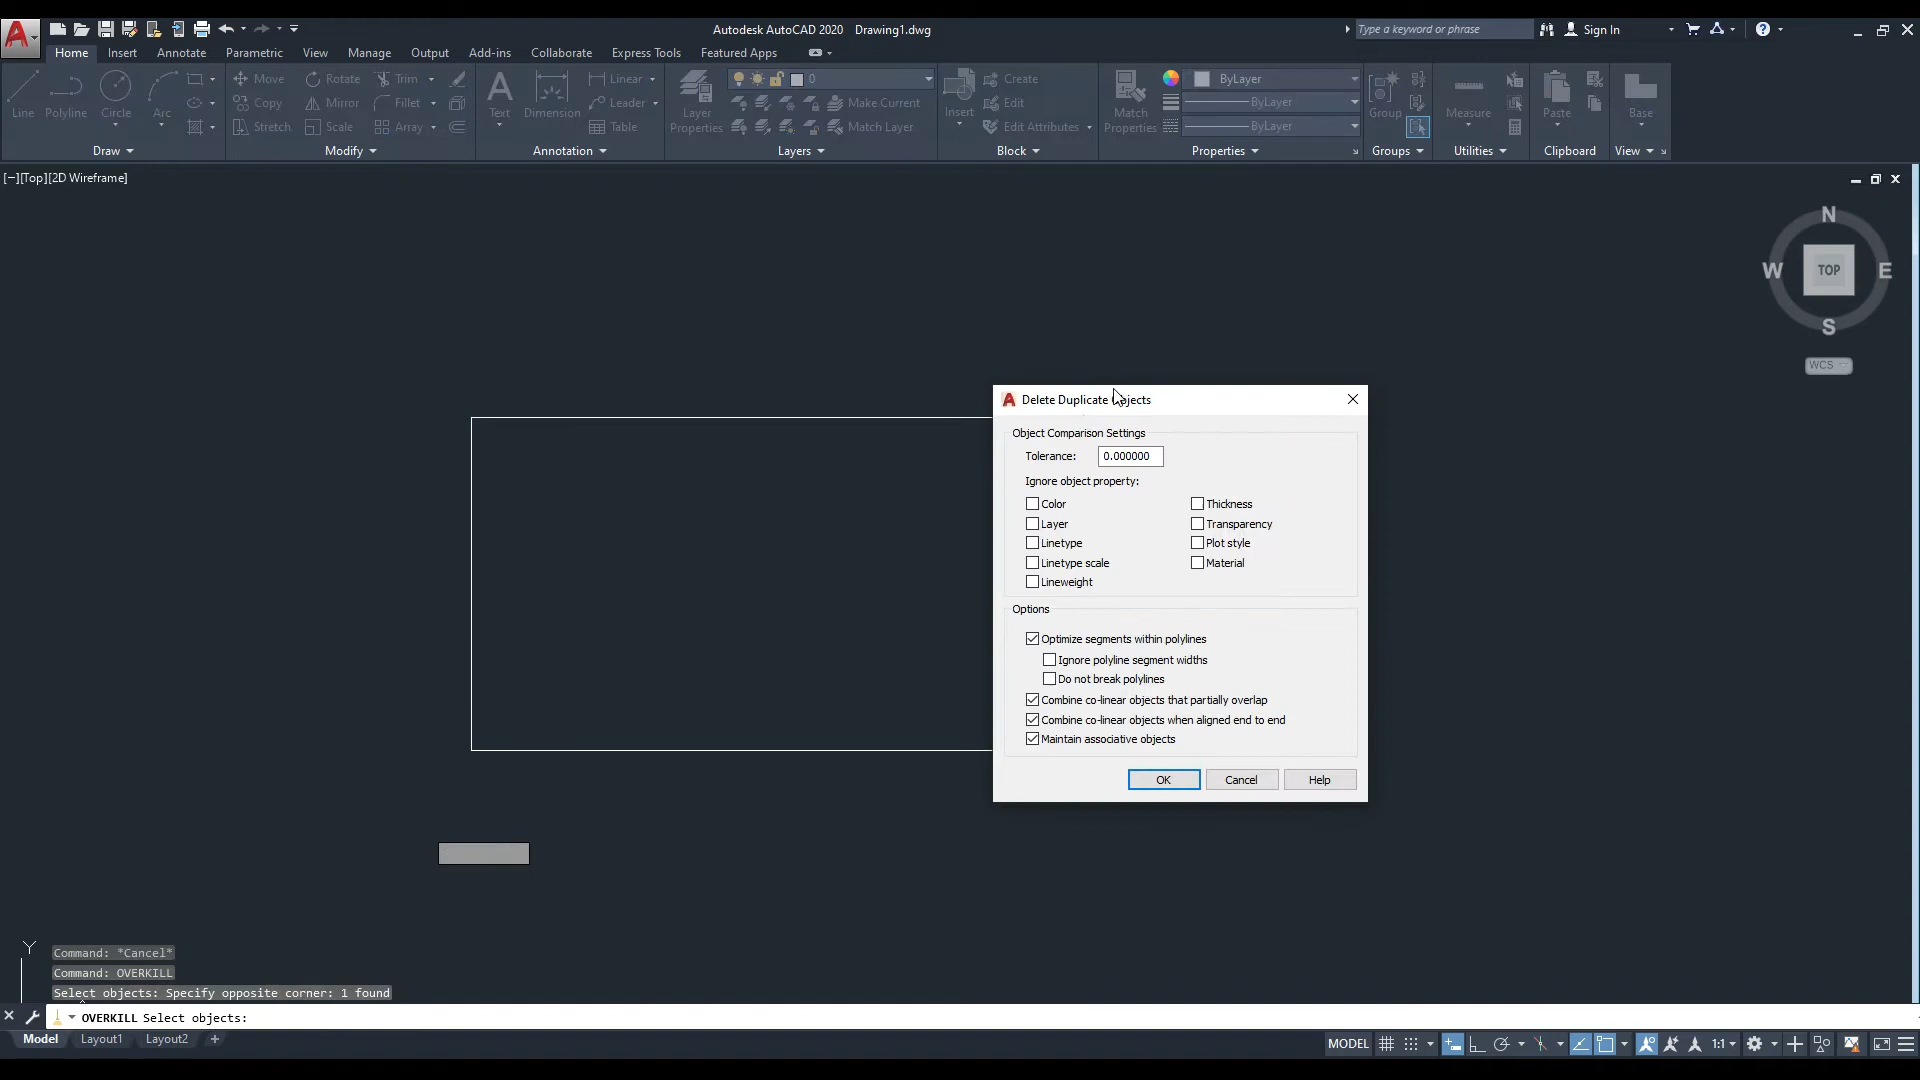 Autodesk AutoCAD 2020 Drawing1.dwg
Type a keyword or phrase
Sign In
Home Insert Annotate Parametric View Manage Output Add-ins Collaborate Express Tools Featured Apps
Line Polyline Circle Arc
Draw
Move Rotate Trim
Copy Mirror Fillet
Stretch Scale Array
Modify
Text Dimension
Linear
Leader
Table
Annotation
Layer Properties
0
Make Current
Match Layer
Layers
Insert
Create
Edit
Edit Attributes
Block
Match Properties
ByLayer
ByLayer
ByLayer
Properties
Group
Groups
Measure
Utilities
Paste
Clipboard
Base
View
[−][Top][2D Wireframe]
N
W TOP E
S
WCS
Delete Duplicate Objects
Object Comparison Settings
Tolerance: 0.000000
Ignore object property:
Color Thickness
Layer Transparency
Linetype Plot style
Linetype scale Material
Lineweight
Options
Optimize segments within polylines
Ignore polyline segment widths
Do not break polylines
Combine co-linear objects that partially overlap
Combine co-linear objects when aligned end to end
Maintain associative objects
OK Cancel Help
Y
Command: *Cancel*
Command: OVERKILL
Select objects: Specify opposite corner: 1 found
OVERKILL Select objects:
Model Layout1 Layout2 +
MODEL 1:1